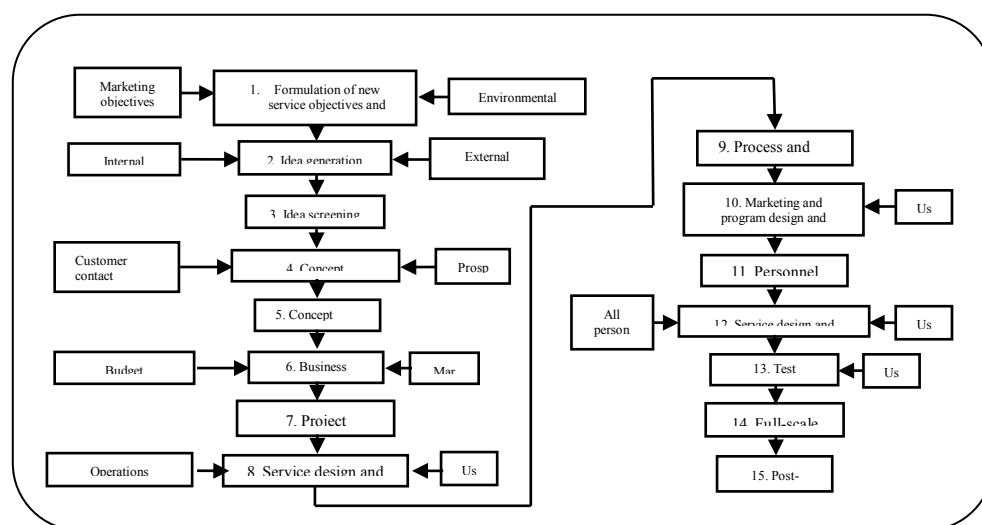 Marketing
objectives
1. Formulation of new
service objectives and
Environmental
Internal
2. Idea generation
External
3. Idea screening
Customer
contact
4. Concept
Prosp
5. Concept
Budget
6. Business
Mar
7. Project
Operations
8. Service design and
Us
9. Process and
10. Marketing and
program design and
Us
11. Personnel
All
person
12. Service design and
Us
13. Test
Us
14. Full-scale
15. Post-